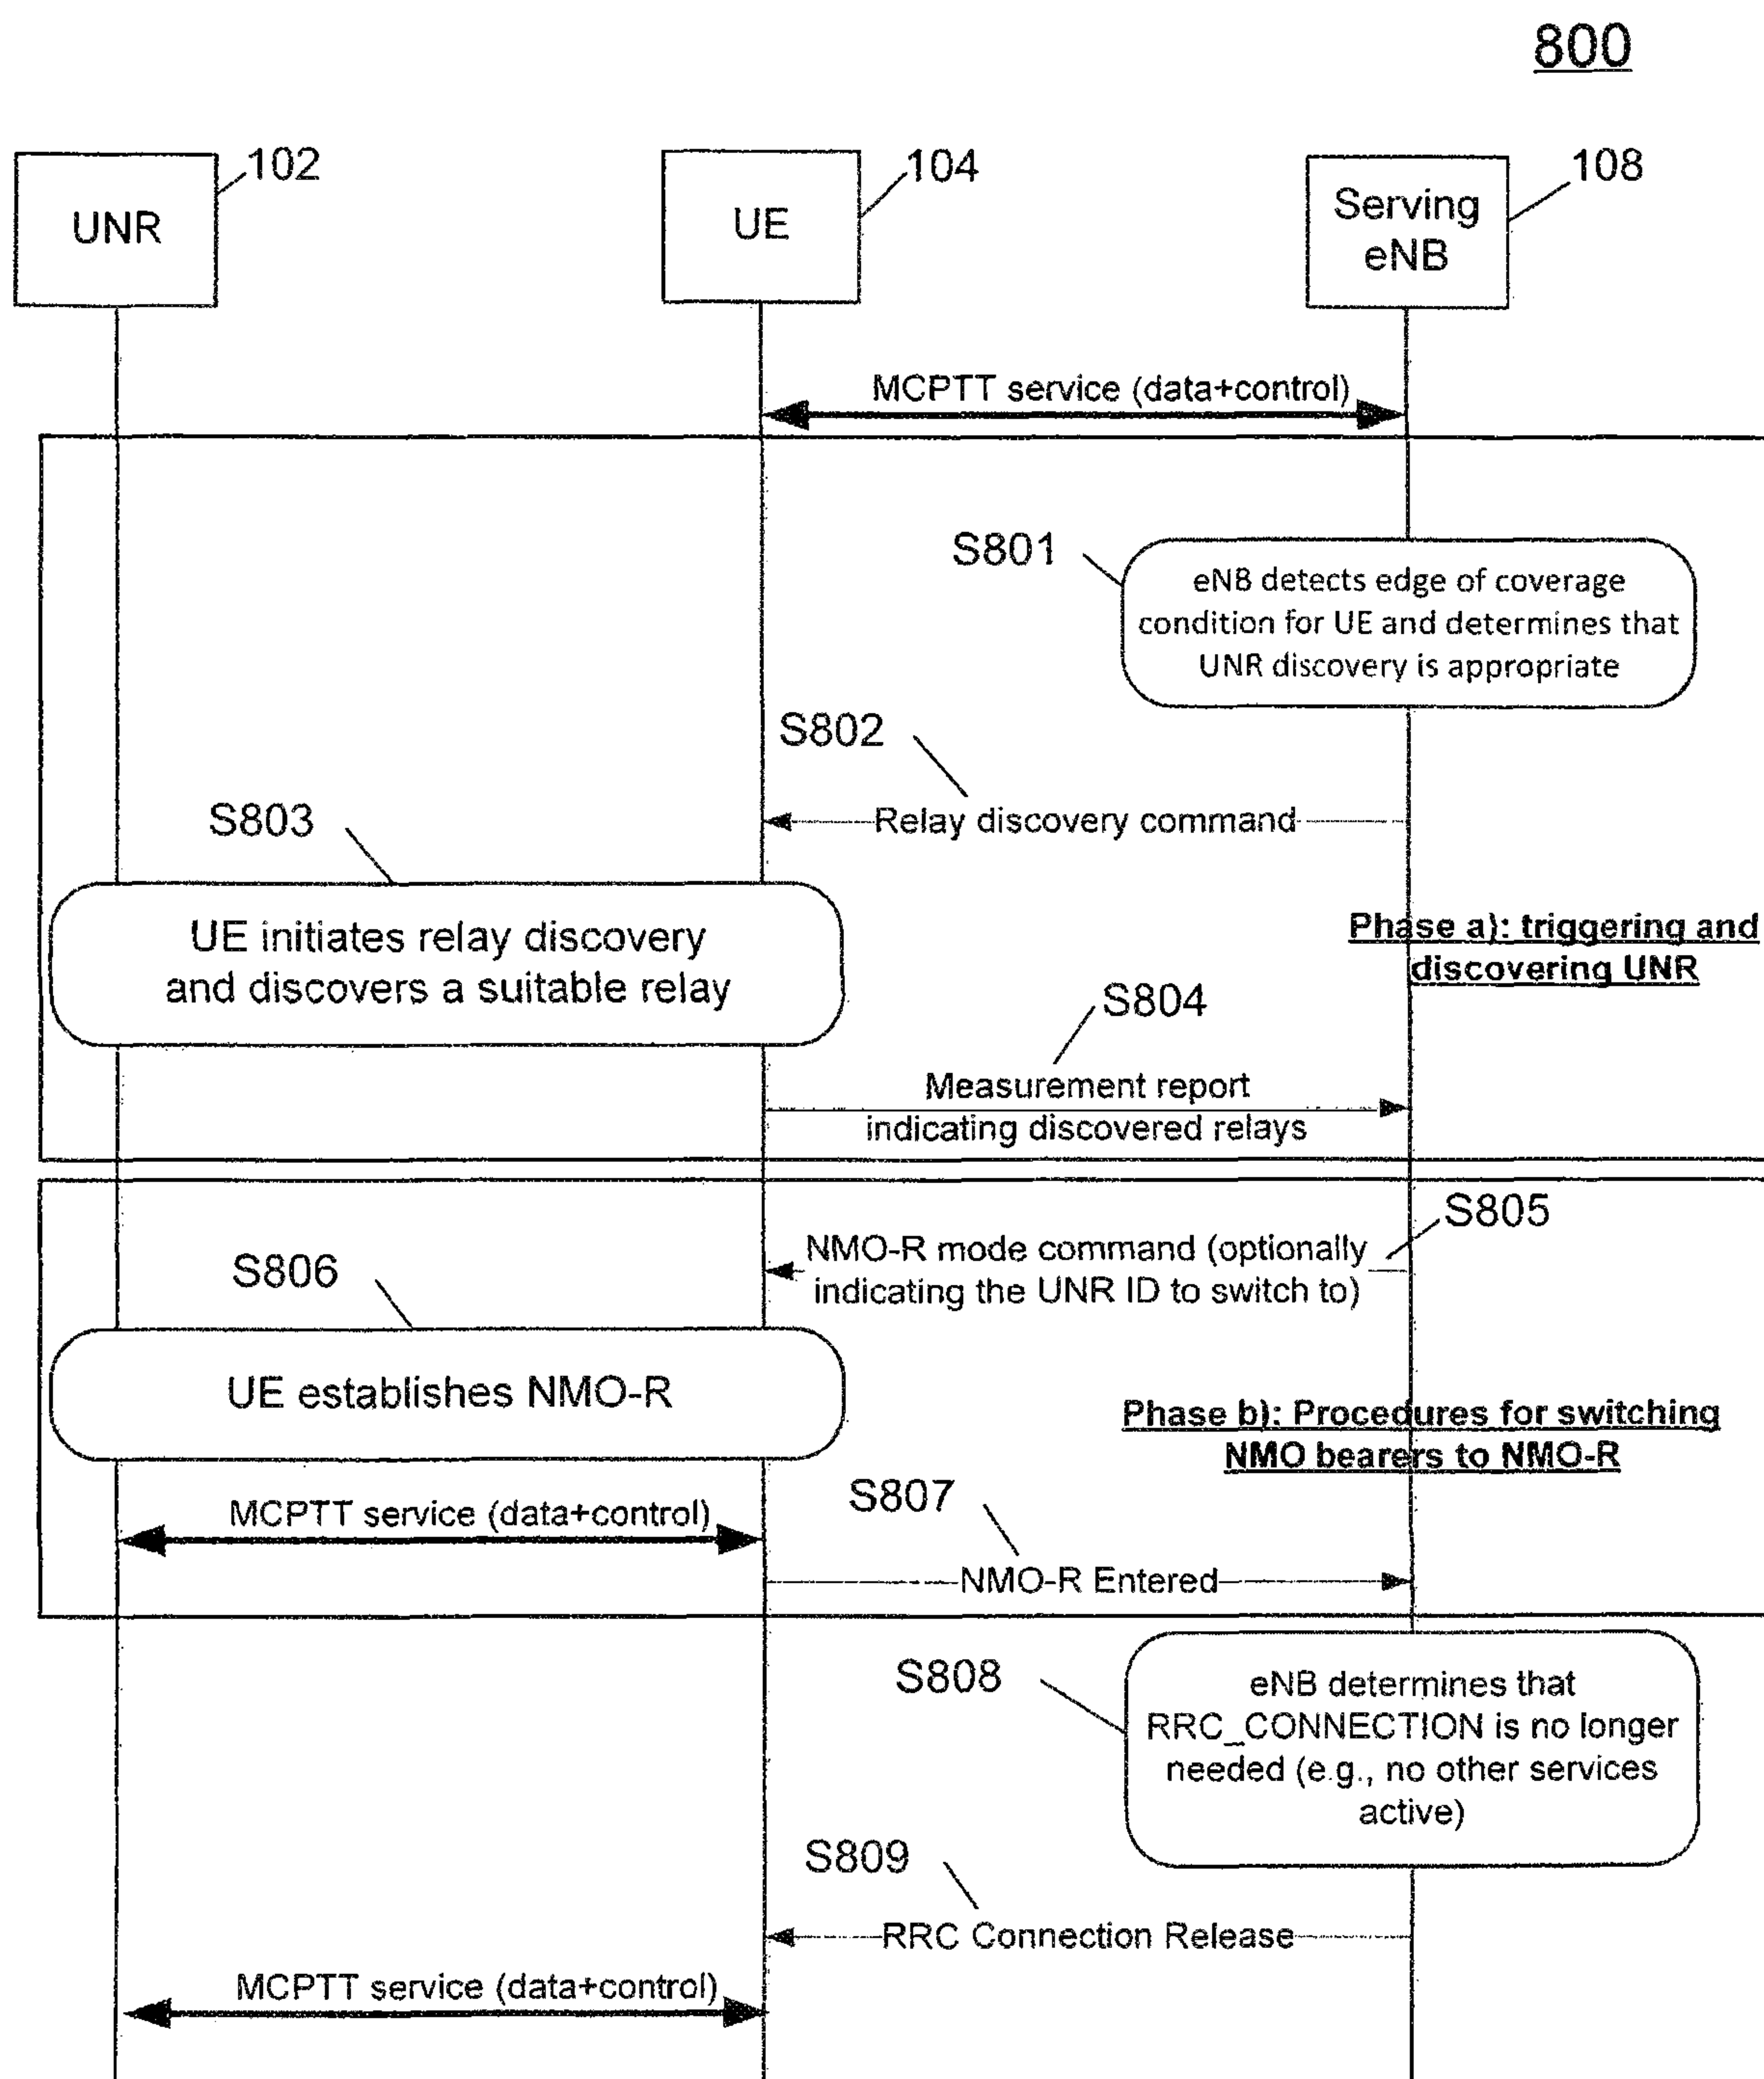 800
102
104
108
UNR
UE
Serving
eNB
MCPTT service (data+control)
S801
eNB detects edge of coverage
condition for UE and determines that
UNR discovery is appropriate
S802
Relay discovery command
S803
UE initiates relay discovery
and discovers a suitable relay
Phase a): triggering and
discovering UNR
S804
Measurement report
indicating discovered relays
S805
NMO-R mode command (optionally
indicating the UNR ID to switch to)
S806
UE establishes NMO-R
Phase b): Procedures for switching
NMO bearers to NMO-R
S807
MCPTT service (data+control)
NMO-R Entered
S808
eNB determines that
RRC_CONNECTION is no longer
needed (e.g., no other services
active)
S809
RRC Connection Release
MCPTT service (data+control)